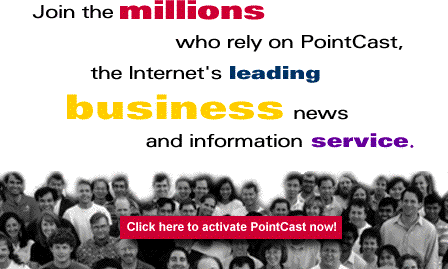 Join the millions
who rely on PointCast,
the Internet's leading
business news
and information service.
Click here to activate PointCast now!